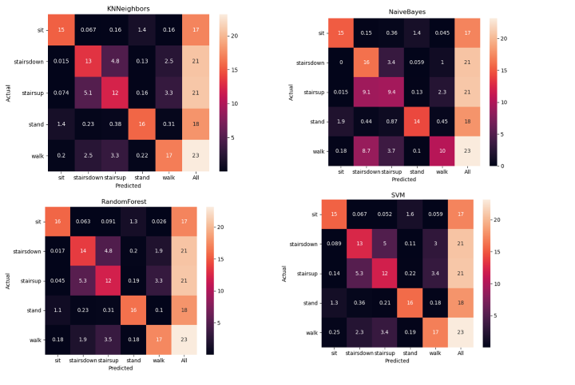 KNNeighbors
sit 15 0.067 0.16 1.4 0.16 17
stairsdown 0.015 13 4.8 0.13 2.5 21
stairsup 0.074 5.1 12 0.16 3.3 21
stand 1.4 0.23 0.38 16 0.31 18
walk 0.2 2.5 3.3 0.22 17 23
sit stairsdown stairsup stand walk All
Predicted
Actual
20
15
10
5
NaiveBayes
sit 15 0.15 0.36 1.4 0.045 17
stairsdown 0 16 3.4 0.059 1 21
stairsup 0.015 9.1 9.4 0.13 2.3 21
stand 1.9 0.44 0.87 14 0.45 18
walk 0.18 8.7 3.7 0.1 10 23
sit stairsdown stairsup stand walk All
Predicted
Actual
20
15
10
5
0
RandomForest
sit 16 0.063 0.091 1.3 0.026 17
stairsdown 0.017 14 4.8 0.2 1.9 21
stairsup 0.045 5.3 12 0.19 3.3 21
stand 1.1 0.23 0.31 16 0.1 18
walk 0.18 1.9 3.5 0.18 17 23
sit stairsdown stairsup stand walk All
Predicted
Actual
20
15
10
5
SVM
sit 15 0.067 0.052 1.6 0.059 17
stairsdown 0.089 13 5 0.11 3 21
stairsup 0.14 5.3 12 0.22 3.4 21
stand 1.3 0.36 0.21 16 0.18 18
walk 0.25 2.3 3.4 0.19 17 23
sit stairsdown stairsup stand walk All
Predicted
Actual
20
15
10
5